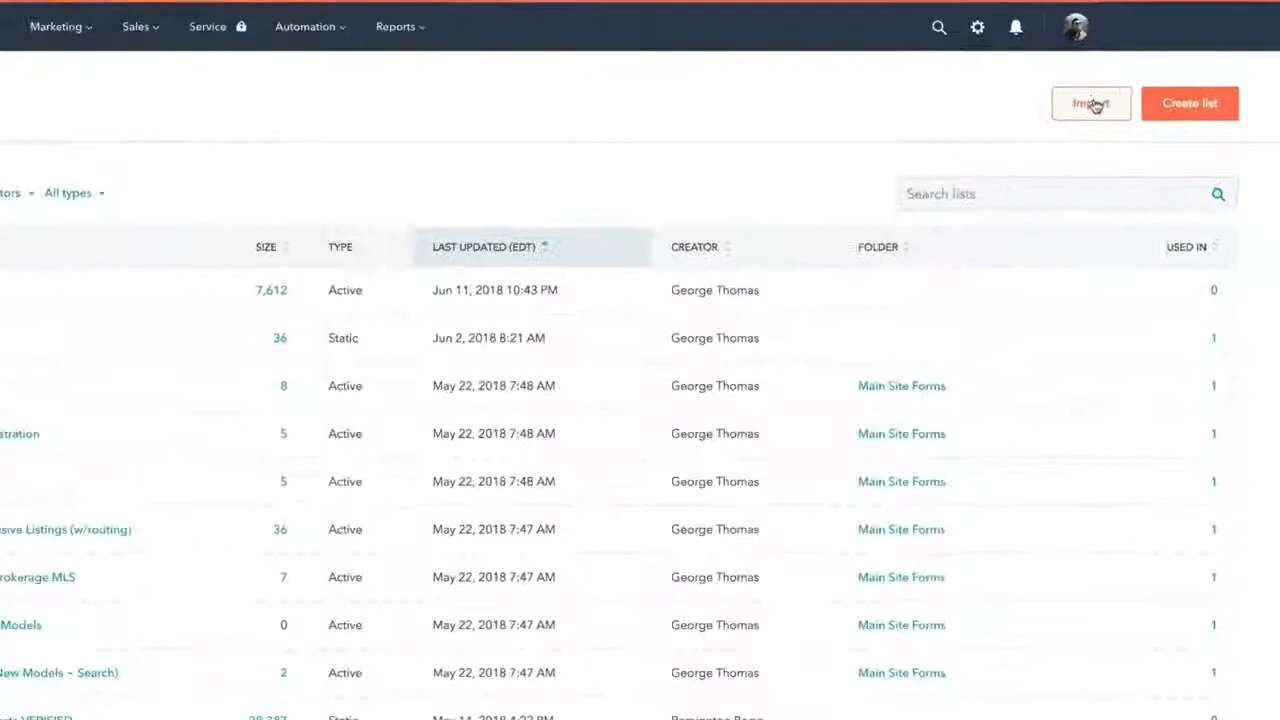 Marketing Sales Service Automation Reports
Import Create list
tors All types Search lists
SIZE TYPE LAST UPDATED (EDT) CREATOR FOLDER USED IN
7,612 Active Jun 11, 2018 10:43 PM George Thomas 0
36 Static Jun 2, 2018 8:21 AM George Thomas 1
8 Active May 22, 2018 7:48 AM George Thomas Main Site Forms 1
stration 5 Active May 22, 2018 7:48 AM George Thomas Main Site Forms 1
5 Active May 22, 2018 7:48 AM George Thomas Main Site Forms 1
sive Listings (w/routing) 36 Active May 22, 2018 7:47 AM George Thomas Main Site Forms 1
rokerage MLS 7 Active May 22, 2018 7:47 AM George Thomas Main Site Forms 1
Models 0 Active May 22, 2018 7:47 AM George Thomas Main Site Forms 1
New Models - Search) 2 Active May 22, 2018 7:47 AM George Thomas Main Site Forms 1